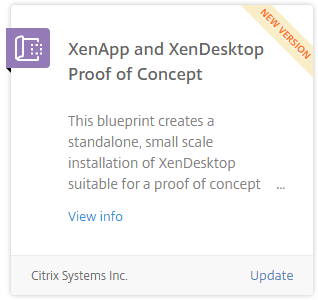 NEW VERSION
XenApp and XenDesktop
Proof of Concept
This blueprint creates a
standalone, small scale
installation of XenDesktop
suitable for a proof of concept ...
View info
Citrix Systems Inc. Update